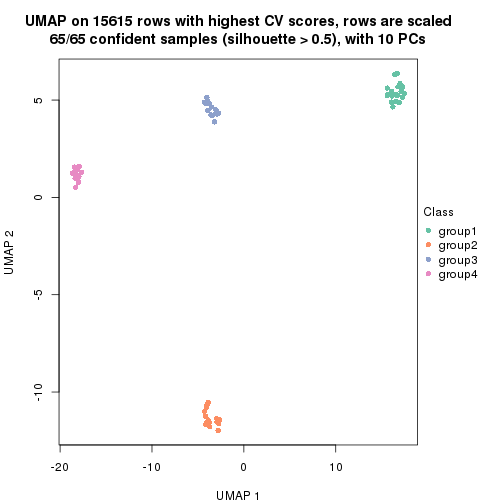 UMAP on 15615 rows with highest CV scores, rows are scaled
65/65 confident samples (silhouette > 0.5), with 10 PCs
5
0
-5
-10
UMAP 2
-20
-10
0
10
UMAP 1
Class
group1
group2
group3
group4